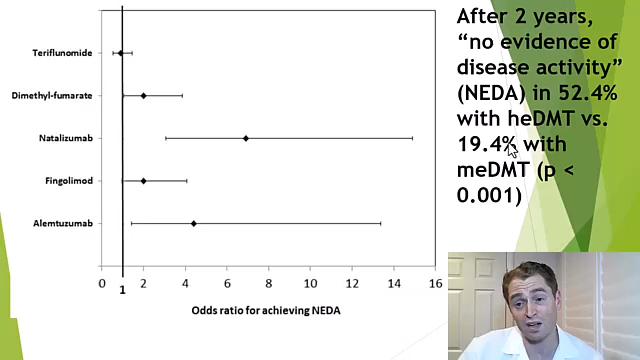 Teriflunomide
Dimethyl-fumarate
Natalizumab
Fingolimod
Alemtuzumab
0 1 2 4 6 8 10 12 14 16
Odds ratio for achieving NEDA
After 2 years,
“no evidence of
disease activity”
(NEDA) in 52.4%
with heDMT vs.
19.4% with
meDMT (p <
0.001)